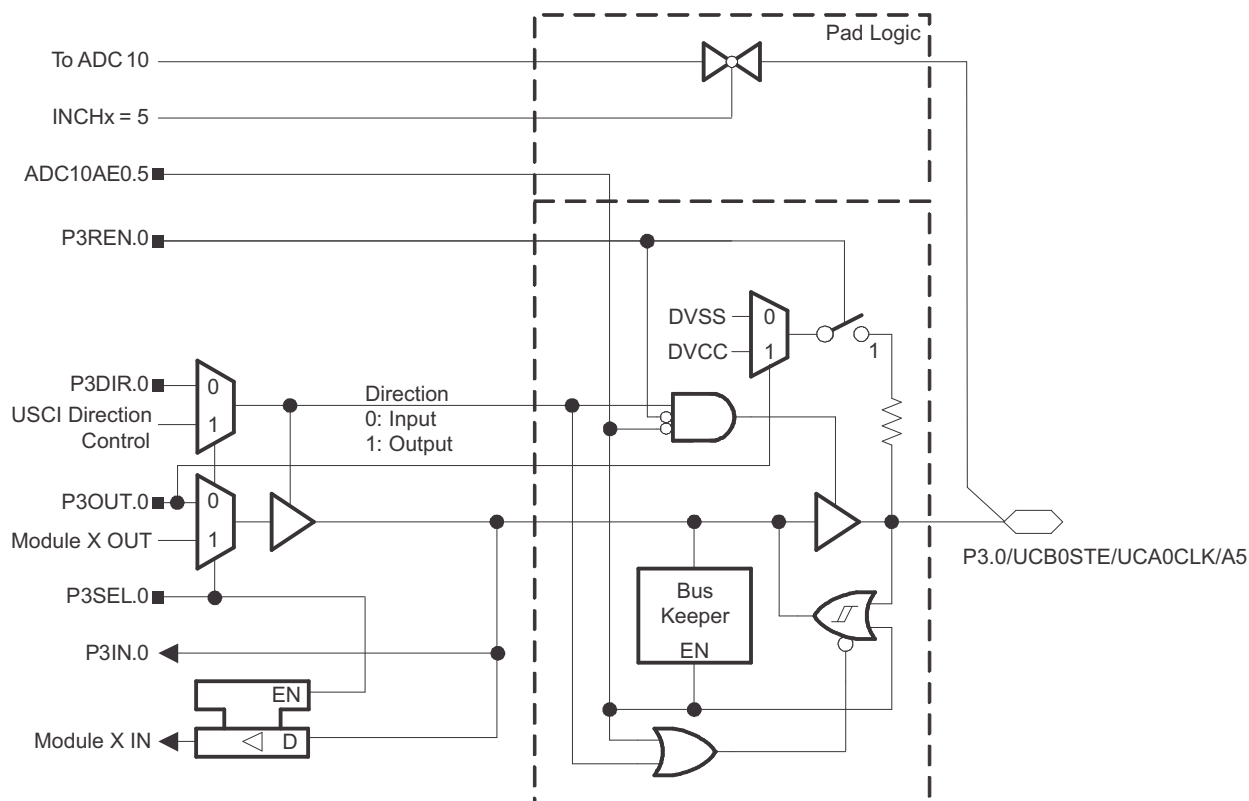 Pad Logic
To ADC 10
INCHx = 5
ADC10AE0.5
P3REN.0
DVSS
DVCC
0
1
1
P3DIR.0
USCI Direction
Control
0
1
Direction
0: Input
1: Output
P3OUT.0
Module X OUT
0
1
P3.0/UCB0STE/UCA0CLK/A5
P3SEL.0
Bus
Keeper
EN
P3IN.0
EN
Module X IN
D